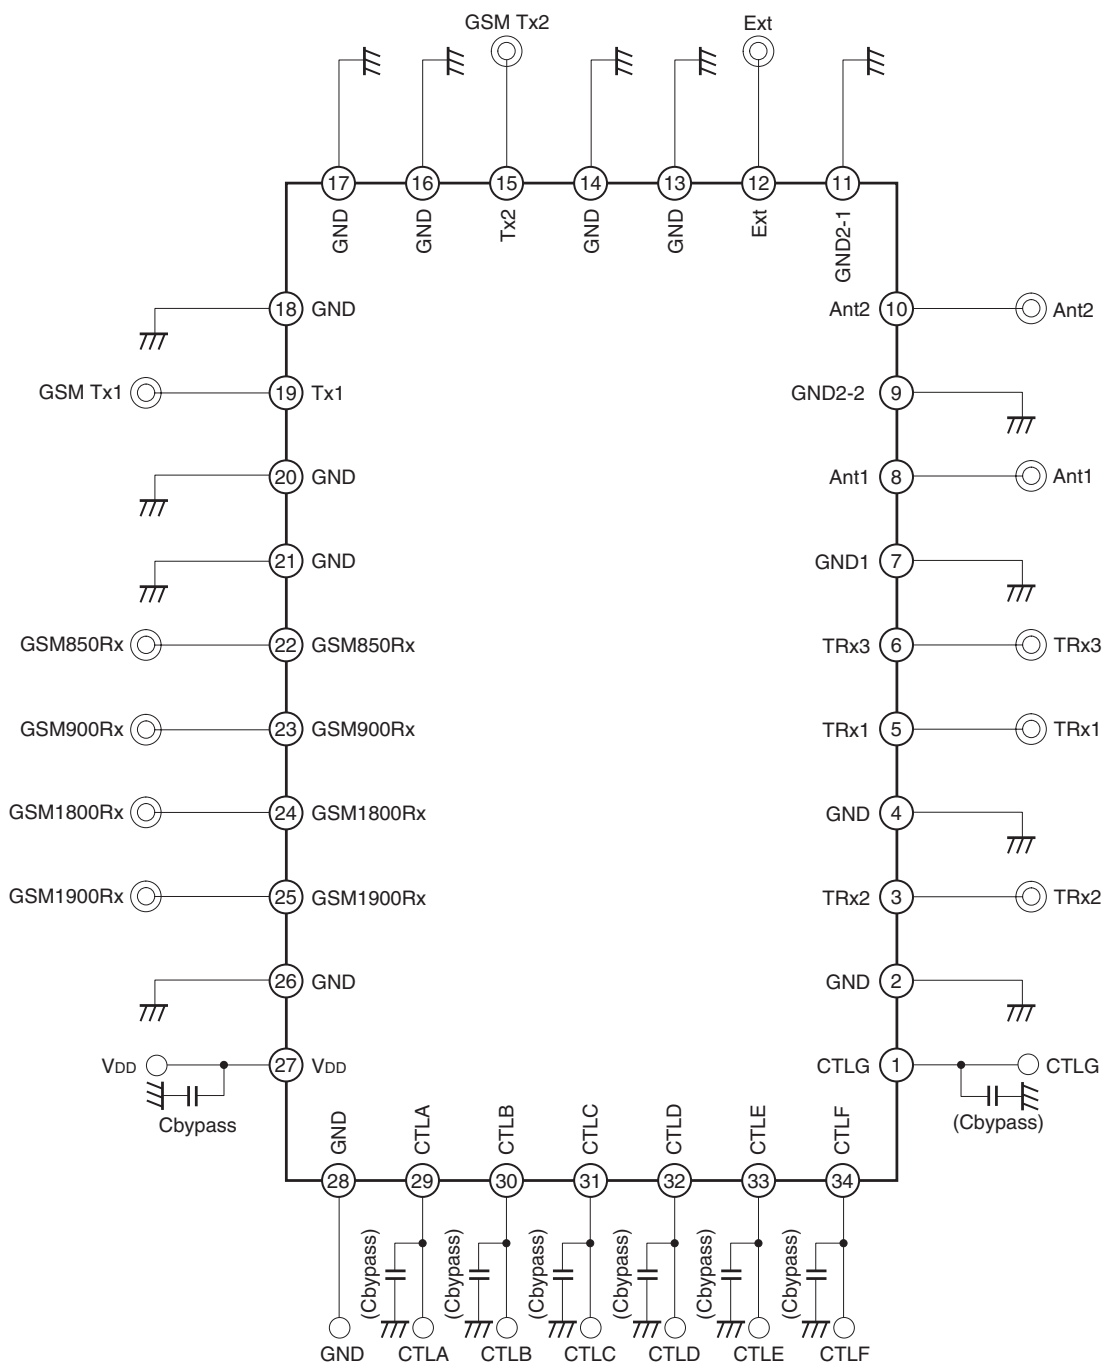 GSM Tx2
Ext
17
16
15
14
13
12
11
GND
GND
Tx2
GND
GND
Ext
GND2-1
18
GND
Ant2
10
Ant2
GSM Tx1
19
Tx1
GND2-2
9
20
GND
Ant1
8
Ant1
21
GND
GND1
7
GSM850Rx
22
GSM850Rx
TRx3
6
TRx3
GSM900Rx
23
GSM900Rx
TRx1
5
TRx1
GSM1800Rx
24
GSM1800Rx
GND
4
GSM1900Rx
25
GSM1900Rx
TRx2
3
TRx2
26
GND
GND
2
VDD
27
VDD
CTLG
1
CTLG
Cbypass
(Cbypass)
GND
CTLA
CTLB
CTLC
CTLD
CTLE
CTLF
28
29
30
31
32
33
34
(Cbypass)
(Cbypass)
(Cbypass)
(Cbypass)
(Cbypass)
(Cbypass)
GND
CTLA
CTLB
CTLC
CTLD
CTLE
CTLF